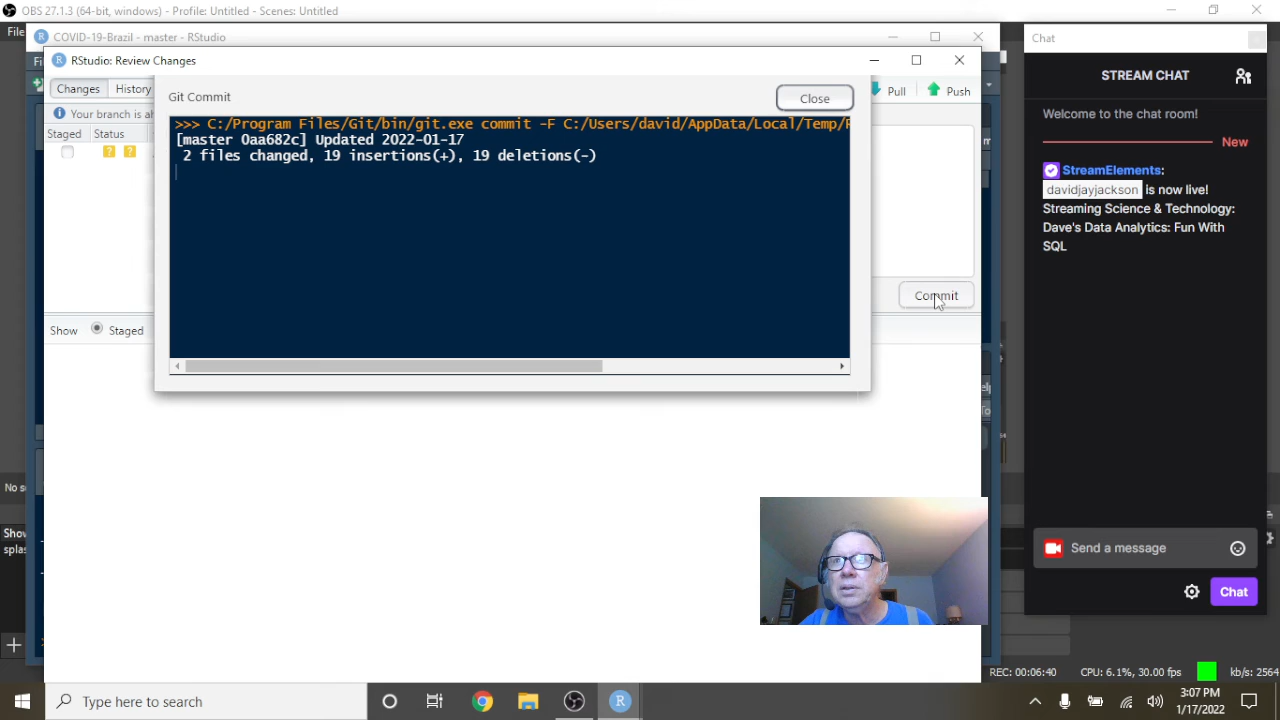 OBS 27.1.3 (64-bit, windows) - Profile: Untitled - Scenes: Untitled
File
COVID-19-Brazil - master - RStudio
Chat
RStudio: Review Changes
STREAM CHAT
Changes
History
Git Commit
Close
Pull
Push
Your branch is ah
Welcome to the chat room!
Staged
Status
>>> C:/Program Files/Git/bin/git.exe commit -F C:/Users/david/AppData/Local/Temp/R
[master 0aa682c] Updated 2022-01-17
2 files changed, 19 insertions(+), 19 deletions(-)
New
StreamElements:
davidjayjackson is now live!
Streaming Science & Technology:
Dave's Data Analytics: Fun With
SQL
Commit
Show
Staged
No s
Show
splas
Send a message
Chat
REC: 00:06:40
CPU: 6.1%, 30.00 fps
kb/s: 2564
Type here to search
3:07 PM
1/17/2022